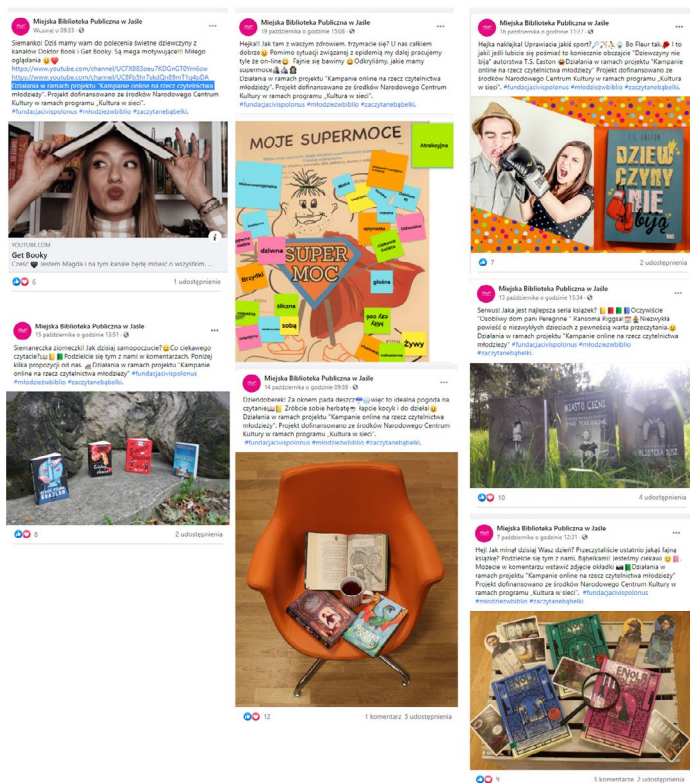 Miejska Biblioteka Publiczna w Jaśle
Wczoraj o 09:33
Siemanko! Dziś mamy wam do polecenia świetne dziewczyny z
kanałów Doktor Book i Get Booky. Są mega motywujące!!! Miłego
oglądania
Działania w ramach projektu "Kampanie online na rzecz czytelnictwa
młodzieży". Projekt dofinansowano ze środków Narodowego Centrum
Kultury w ramach programu „Kultura w sieci".
#fundacjacivispolonus #młodzieżwbiblio #zaczytanebąbelki.
YOUTUBE.COM
Get Booky
Cześć Jestem Magda i na tym kanale będę mówić o wszystkim, ...
6
1 udostępnienia
Miejska Biblioteka Publiczna w Jaśle
15 października o godzinie 13:51
Siemaneczka ziomeczki! Jak dzisiaj samopoczucie? Co ciekawego
czytacie? Podzielcie się tym z nami w komentarzach. Poniżej
kilka propozycji od nas. Działania w ramach projektu "Kampanie
online na rzecz czytelnictwa młodzieży" #fundacjacivispolonus
#młodzieżwbiblio #zaczytanebąbelki
8
2 udostępnienia
Miejska Biblioteka Publiczna w Jaśle
19 października o godzinie 15:08
Hejka!! Jak tam z waszym zdrowiem, trzymacie się? U nas całkiem
dobrze Pomimo sytuacji związanej z epidemią my dalej pracujemy
tyle że on-line Fajnie się bawimy Odkryliśmy, jakie mamy
supermoce
Działania w ramach projektu "Kampanie online na rzecz czytelnictwa
młodzieży". Projekt dofinansowano ze środków Narodowego Centrum
Kultury w ramach programu „Kultura w sieci".
#fundacjacivispolonus #młodzieżwbiblio #zaczytanebąbelki.
MOJE SUPERMOCE
Atrakcyjna
dziwna
SUPER
MOC
Brzydki
głośna
śliczna
sobą
Mały czy duży
Żywy
Miejska Biblioteka Publiczna w Jaśle
14 października o godzinie 09:38
Dzieńdoberek! Za oknem pada deszcz więc to idealna pogoda na
czytanie Zróbcie sobie herbatę łapcie kocyk i do dzieła!
Działania w ramach projektu "Kampanie online na rzecz czytelnictwa
młodzieży". Projekt dofinansowano ze środków Narodowego Centrum
Kultury w ramach programu „Kultura w sieci".
#fundacjacivispolonus #młodzieżwbiblio #zaczytanebąbelki.
12
1 komentarz 3 udostępnienia
Miejska Biblioteka Publiczna w Jaśle
16 października o godzinie 11:27
Hejka naklejka! Uprawiacie jakiś sport? Bo Fleur tak. I to
jaki! Jeśli lubicie się pośmiać to koniecznie obczajcie "Dziewczyny nie
biją" autorstwa T.S. Easton Działania w ramach projektu "Kampanie
online na rzecz czytelnictwa młodzieży". Projekt dofinansowano ze
środków Narodowego Centrum Kultury w ramach programu „Kultura
w sieci". #fundacjacivispolonus #młodzieżwbiblio #zaczytanebąbelki.
T.S. EASTON
DZIEW
CZYNY
NIE
biją
7
2 udostępnienia
Miejska Biblioteka Publiczna w Jaśle
13 października o godzinie 15:34
Serwus! Jaka jest najlepsza seria książek? Oczywiście
"Osobliwy dom pani Peregrine" Ransoma Riggsa! Niezwykła
powieść o niezwykłych dzieciach z pewnością warta przeczytania.
Działania w ramach projektu "Kampanie online na rzecz czytelnictwa
młodzieży" #fundacjacivispolonus #młodzieżwbiblio
#zaczytanebąbelki.
MIASTO CIENI
BIBLIOTEKA DUSZ
10
4 udostępnienia
Miejska Biblioteka Publiczna w Jaśle
7 października o godzinie 12:21
Hej! Jak minął dzisiaj Wasz dzień? Przeczytaliście ostatnio jakąś fajną
książkę? Podzielcie się tym z nami, Bąbelkami! Jesteśmy ciekawi
Możecie w komentarzu wstawić zdjęcie okładki Działania w
ramach projektu "Kampanie online na rzecz czytelnictwa młodzieży"
Projekt dofinansowano ze środków Narodowego Centrum Kultury w
ramach programu „Kultura w sieci". #fundacjacivispolonus
#młodzieżwbiblio #zaczytanebąbelki
ENOLA
9
3 komentarze 2 udostępnienia